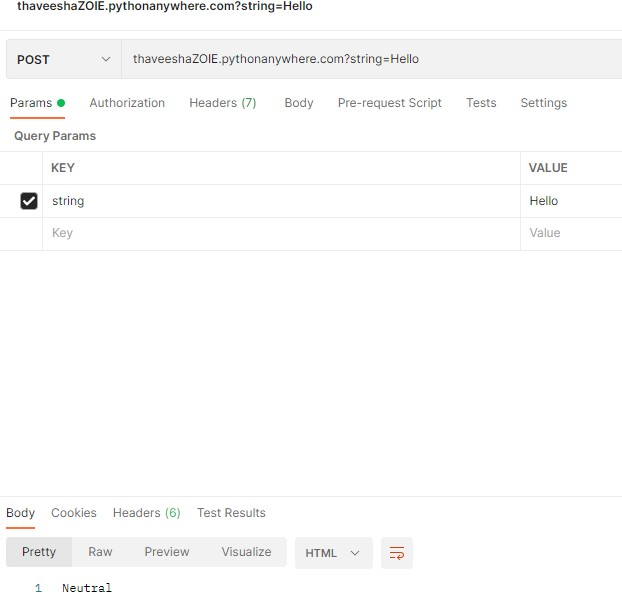 thaveeshaZOIE.pythonanywhere.com?string=Hello
POST thaveeshaZOIE.pythonanywhere.com?string=Hello
Params Authorization Headers (7) Body Pre-request Script Tests Settings
Query Params
KEY VALUE
string Hello
Key Value
Body Cookies Headers (6) Test Results
Pretty Raw Preview Visualize HTML
1 Neutral